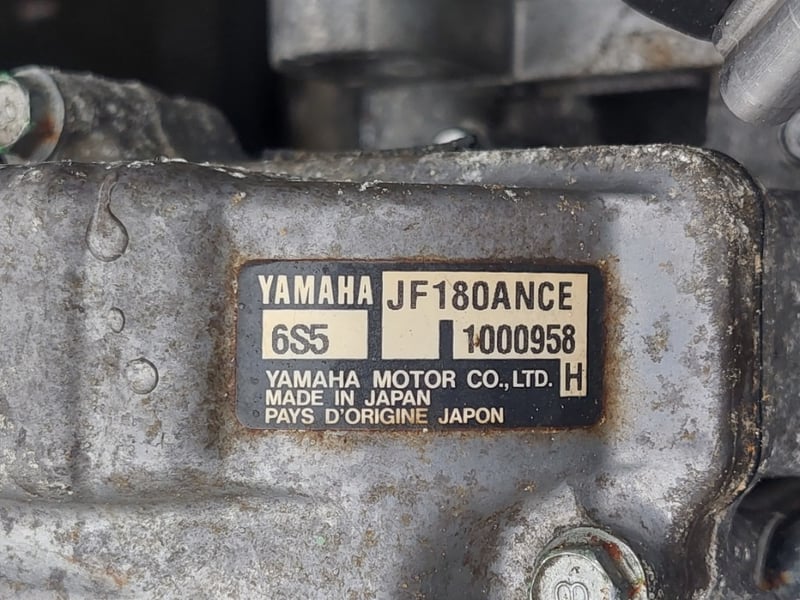 YAMAHA JF180ANCE
6S5 1000958
YAMAHA MOTOR CO.,LTD. H
MADE IN JAPAN
PAYS D'ORIGINE JAPON